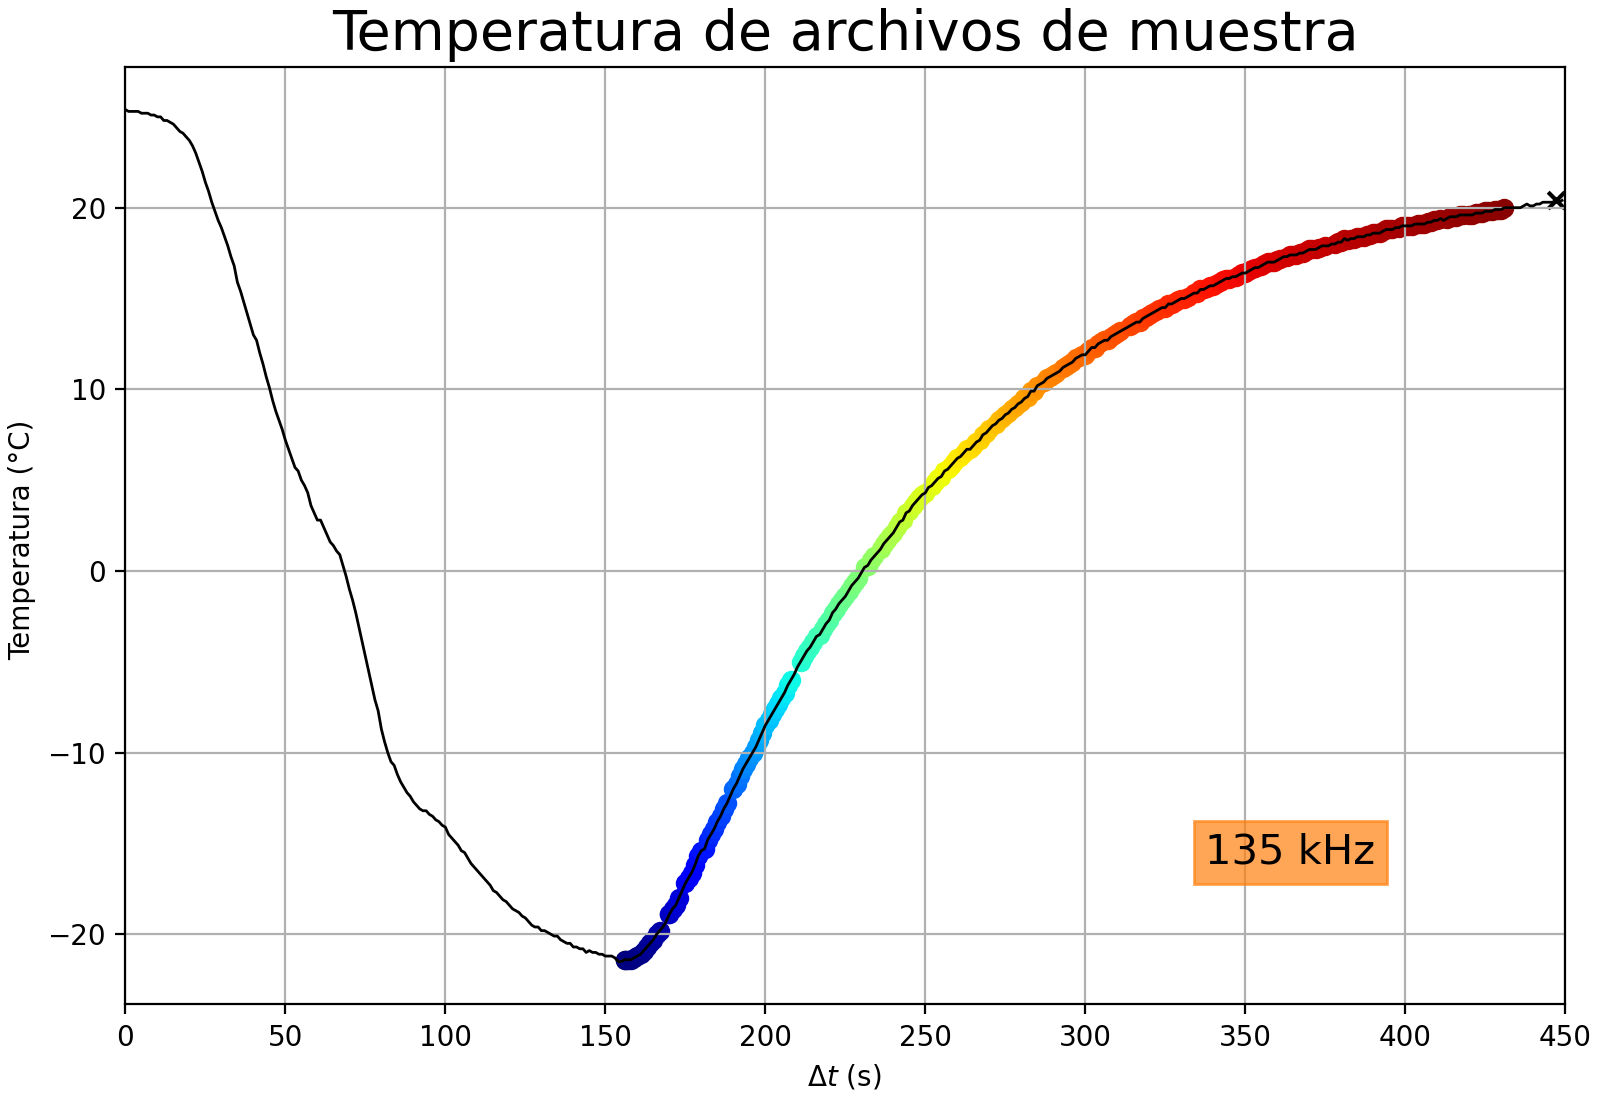 Temperatura de archivos de muestra
Temperatura (°C)
20
10
0
−10
−20
135 kHz
0 50 100 150 200 250 300 350 400 450
Δt (s)